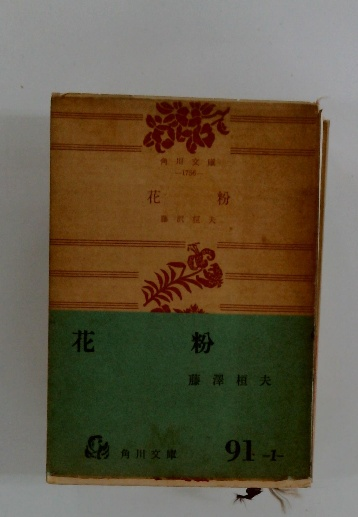 角川文庫
花 粉
藤沢桓夫
花 粉
藤澤桓夫
角川文庫
91-I-